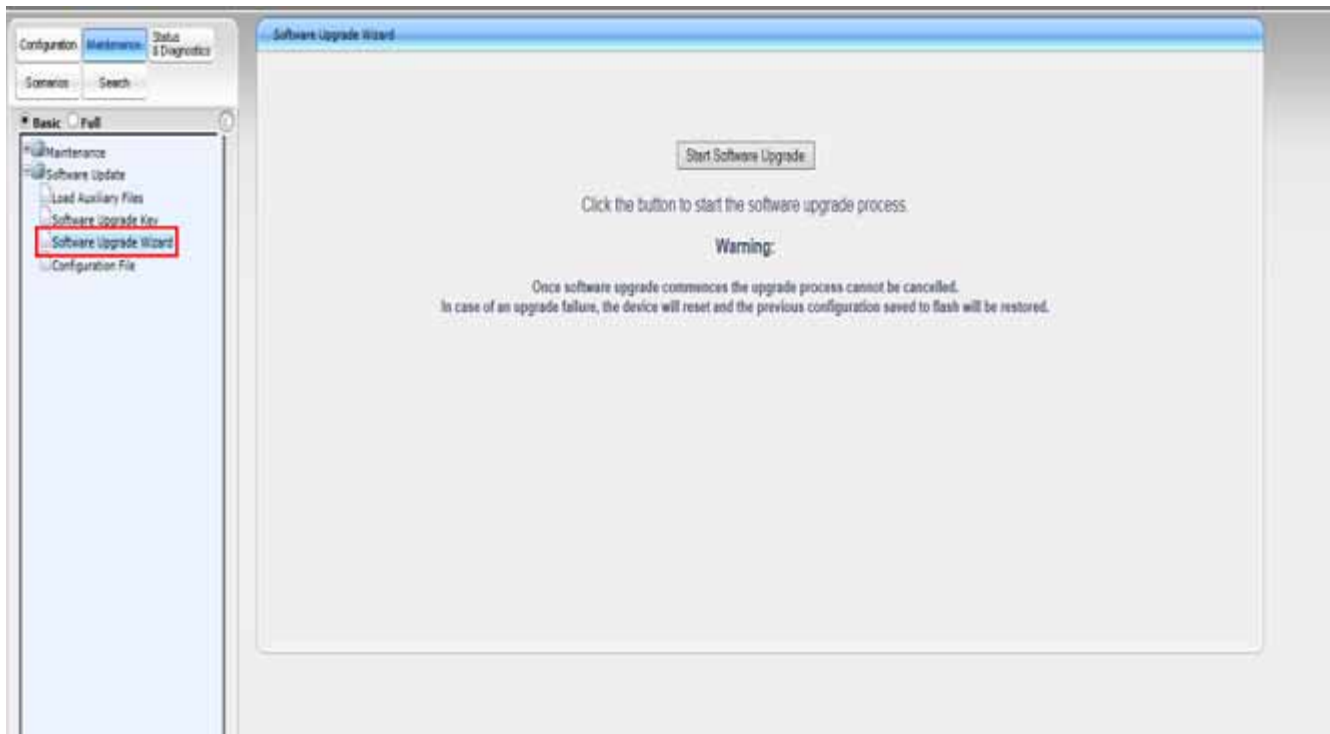 Configuration
Maintenance
Status
& Diagnostics
Scenarios
Search
Basic
Full
Maintenance
Software Update
Load Auxiliary Files
Software Upgrade Key
Software Upgrade Wizard
Configuration File
Software Upgrade Wizard
Start Software Upgrade
Click the button to start the software upgrade process.
Warning:
Once software upgrade commences the upgrade process cannot be cancelled.
In case of an upgrade failure, the device will reset and the previous configuration saved to flash will be restored.